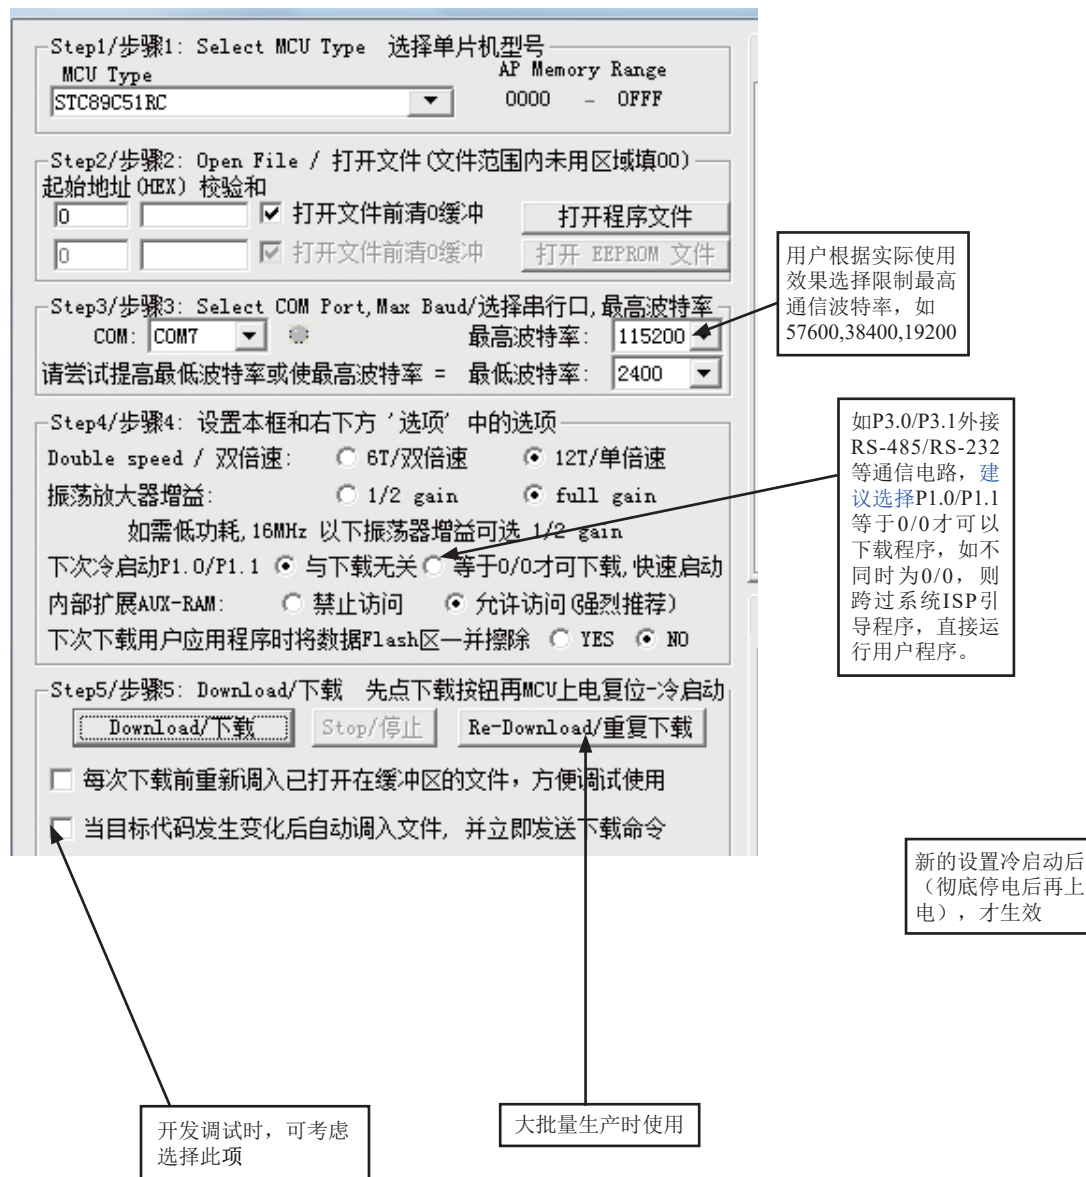 Step1/步骤1: Select MCU Type 选择单片机型号
MCU Type
AP Memory Range
STC89C51RC
0000 - 0FFF
Step2/步骤2: Open File / 打开文件(文件范围内未用区域填00)
起始地址(HEX) 校验和
0
打开文件前清0缓冲
打开程序文件
0
打开文件前清0缓冲
打开 EEPROM 文件
Step3/步骤3: Select COM Port,Max Baud/选择串行口,最高波特率
COM: COM7
最高波特率: 115200
请尝试提高最低波特率或使最高波特率 = 最低波特率: 2400
Step4/步骤4: 设置本框和右下方 '选项' 中的选项
Double speed / 双倍速: 6T/双倍速 12T/单倍速
振荡放大器增益: 1/2 gain full gain
如需低功耗,16MHz 以下振荡器增益可选 1/2 gain
下次冷启动P1.0/P1.1 与下载无关 等于0/0才可下载,快速启动
内部扩展AUX-RAM: 禁止访问 允许访问(强烈推荐)
下次下载用户应用程序时将数据Flash区一并擦除 YES NO
Step5/步骤5: Download/下载 先点下载按钮再MCU上电复位-冷启动
Download/下载
Stop/停止
Re-Download/重复下载
每次下载前重新调入已打开在缓冲区的文件，方便调试使用
当目标代码发生变化后自动调入文件, 并立即发送下载命令
用户根据实际使用
效果选择限制最高
通信波特率，如
57600,38400,19200
如P3.0/P3.1外接
RS-485/RS-232
等通信电路，建
议选择P1.0/P1.1
等于0/0才可以
下载程序，如不
同时为0/0，则
跨过系统ISP引
导程序，直接运
行用户程序。
新的设置冷启动后
（彻底停电后再上
电），才生效
开发调试时，可考虑
选择此项
大批量生产时使用